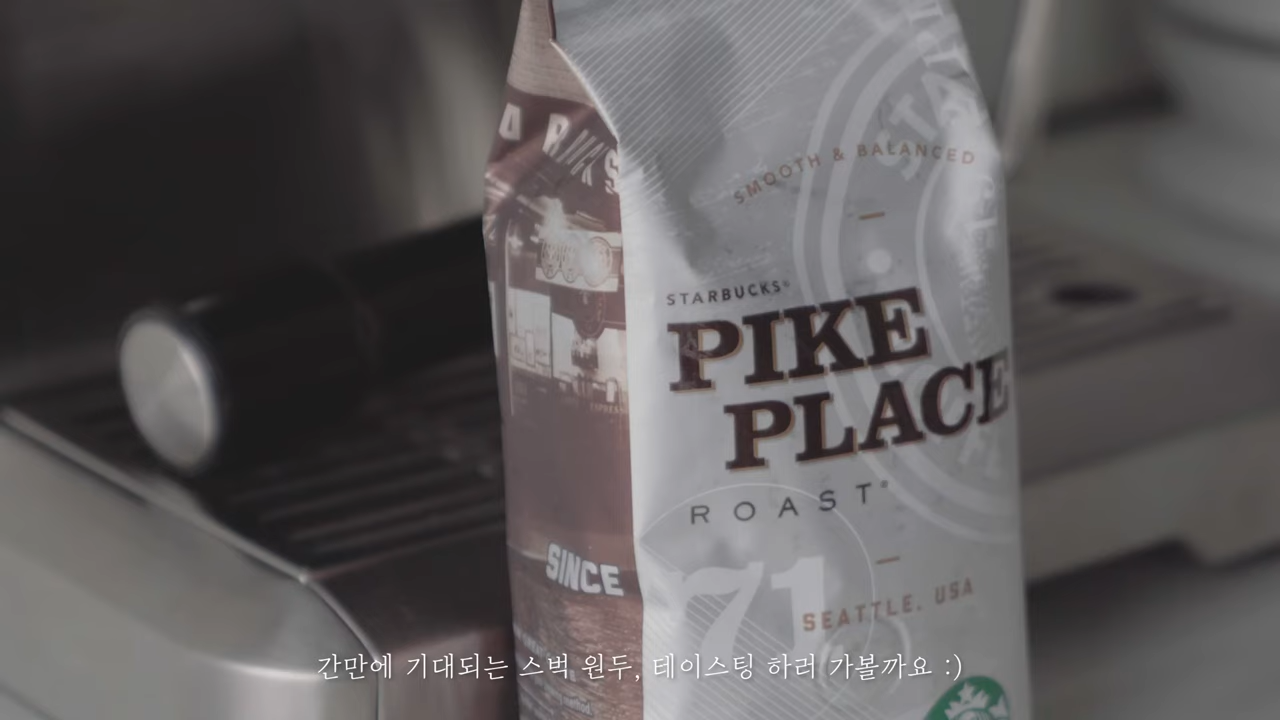 SMOOTH & BALANCED
STARBUCKS®
PIKE
PLACE
ROAST®
71
SEATTLE, USA
SINCE
method.
간만에 기대되는 스벅 원두, 테이스팅 하러 가볼까요 :)